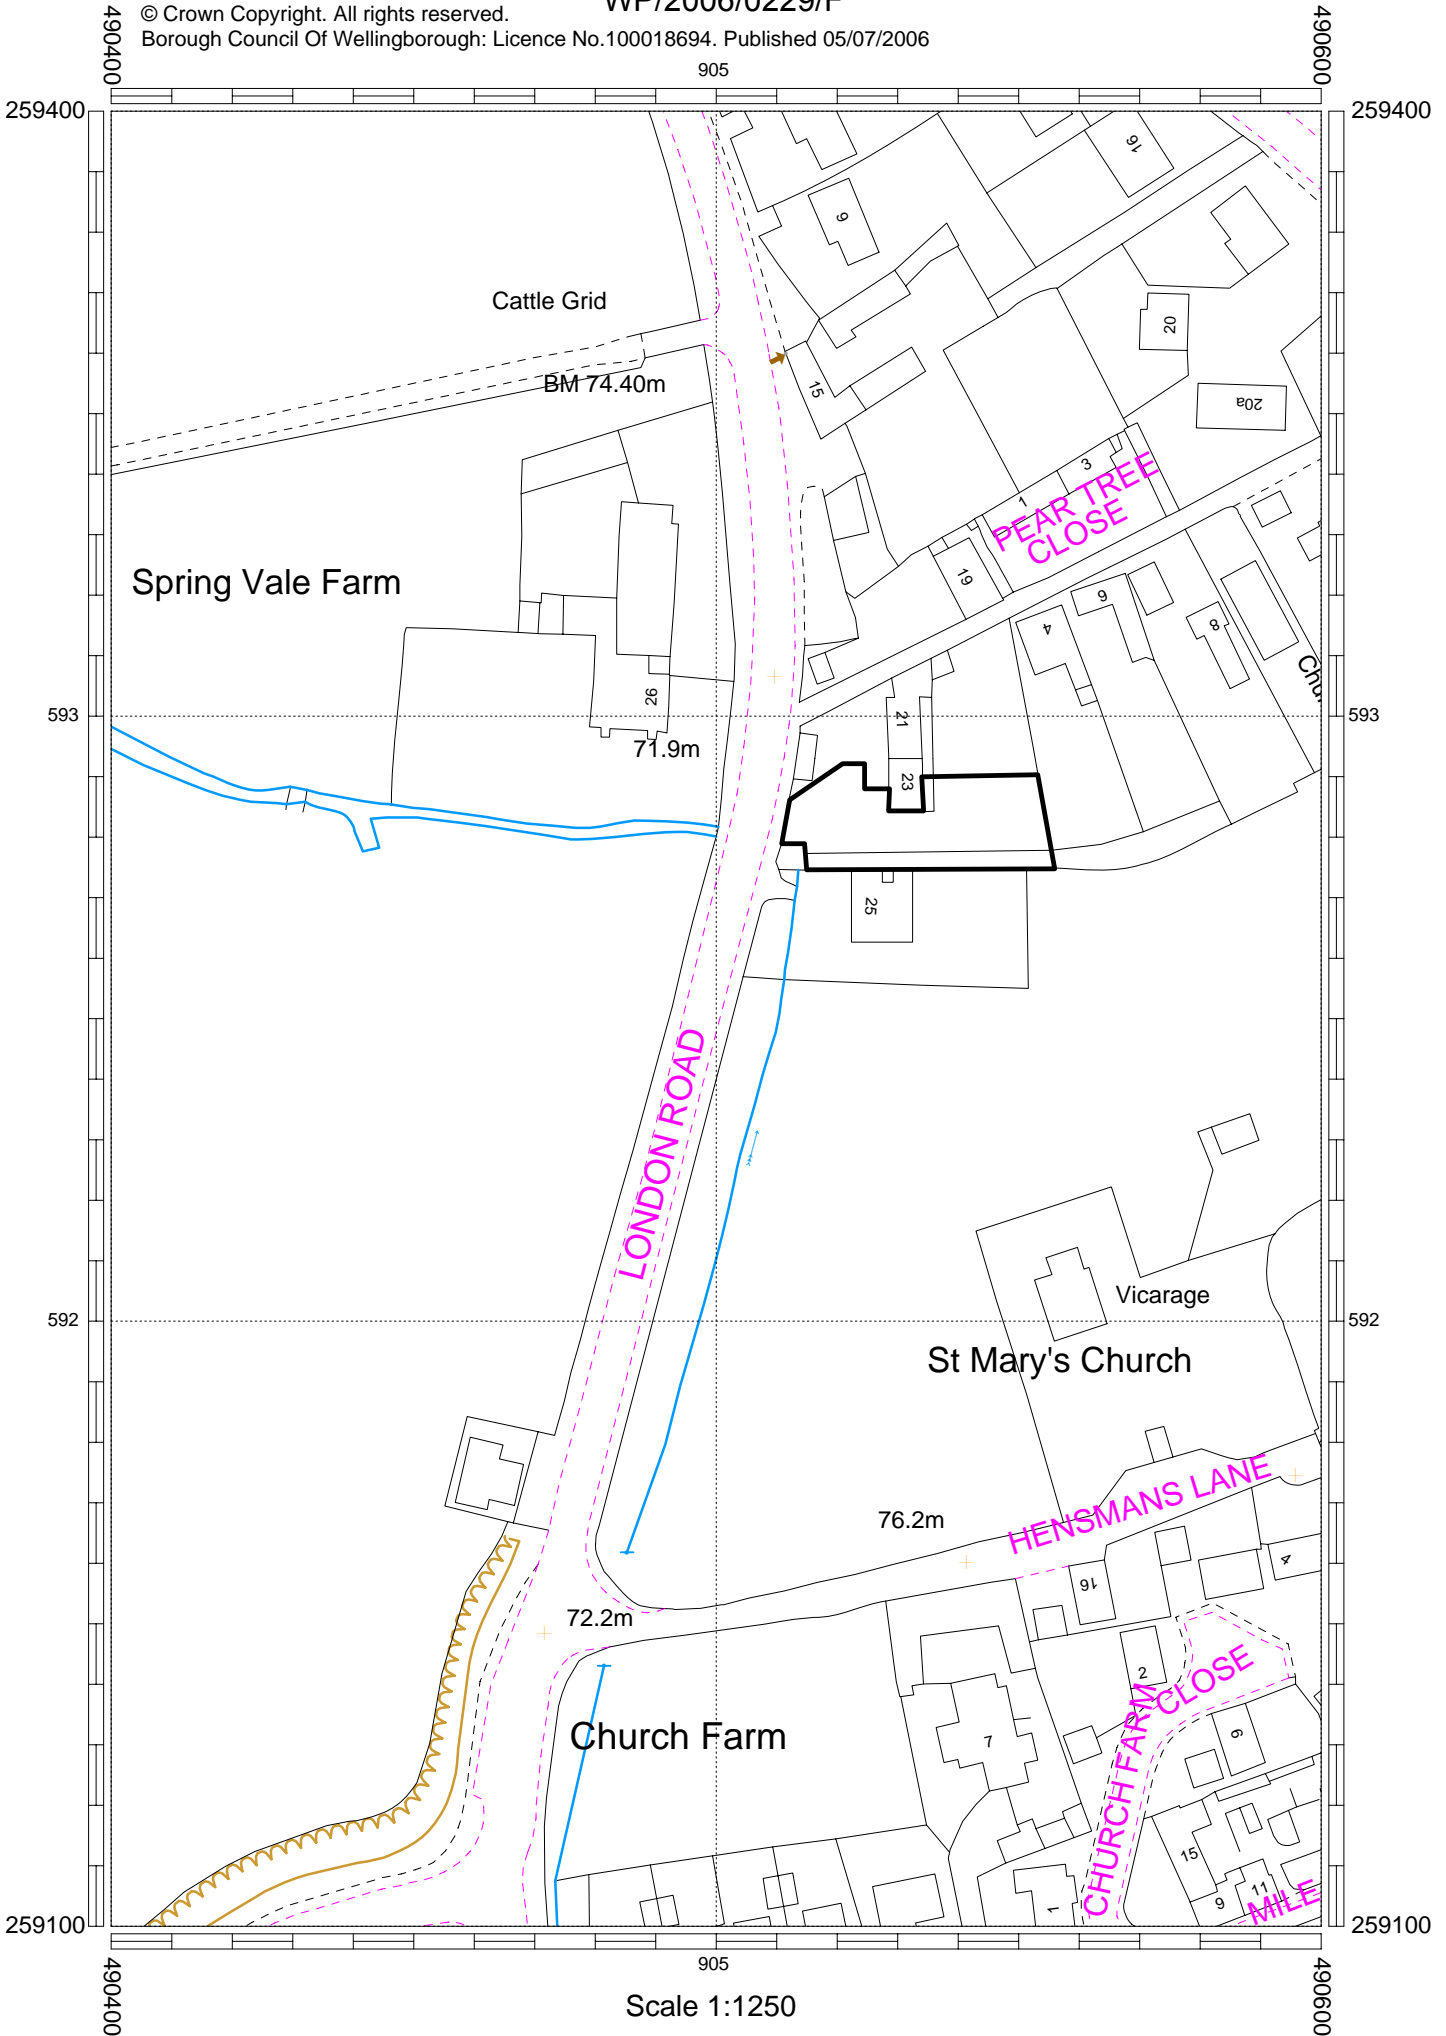 WP/2006/0229/F
© Crown Copyright. All rights reserved.
Borough Council Of Wellingborough: Licence No.100018694. Published 05/07/2006
490400
905
490600
259400
259400
16
9
Cattle Grid
20
BM 74.40m
15
20a
3
1
PEAR TREE
CLOSE
Spring Vale Farm
19
6
4
8
26
21
593
593
71.9m
23
25
LONDON ROAD
Vicarage
592
592
St Mary's Church
HENSMANS LANE
76.2m
4
16
72.2m
2
CHURCH FARM
CLOSE
Church Farm
7
9
15
11
9
1
MILE
259100
259100
490400
905
490600
Scale 1:1250